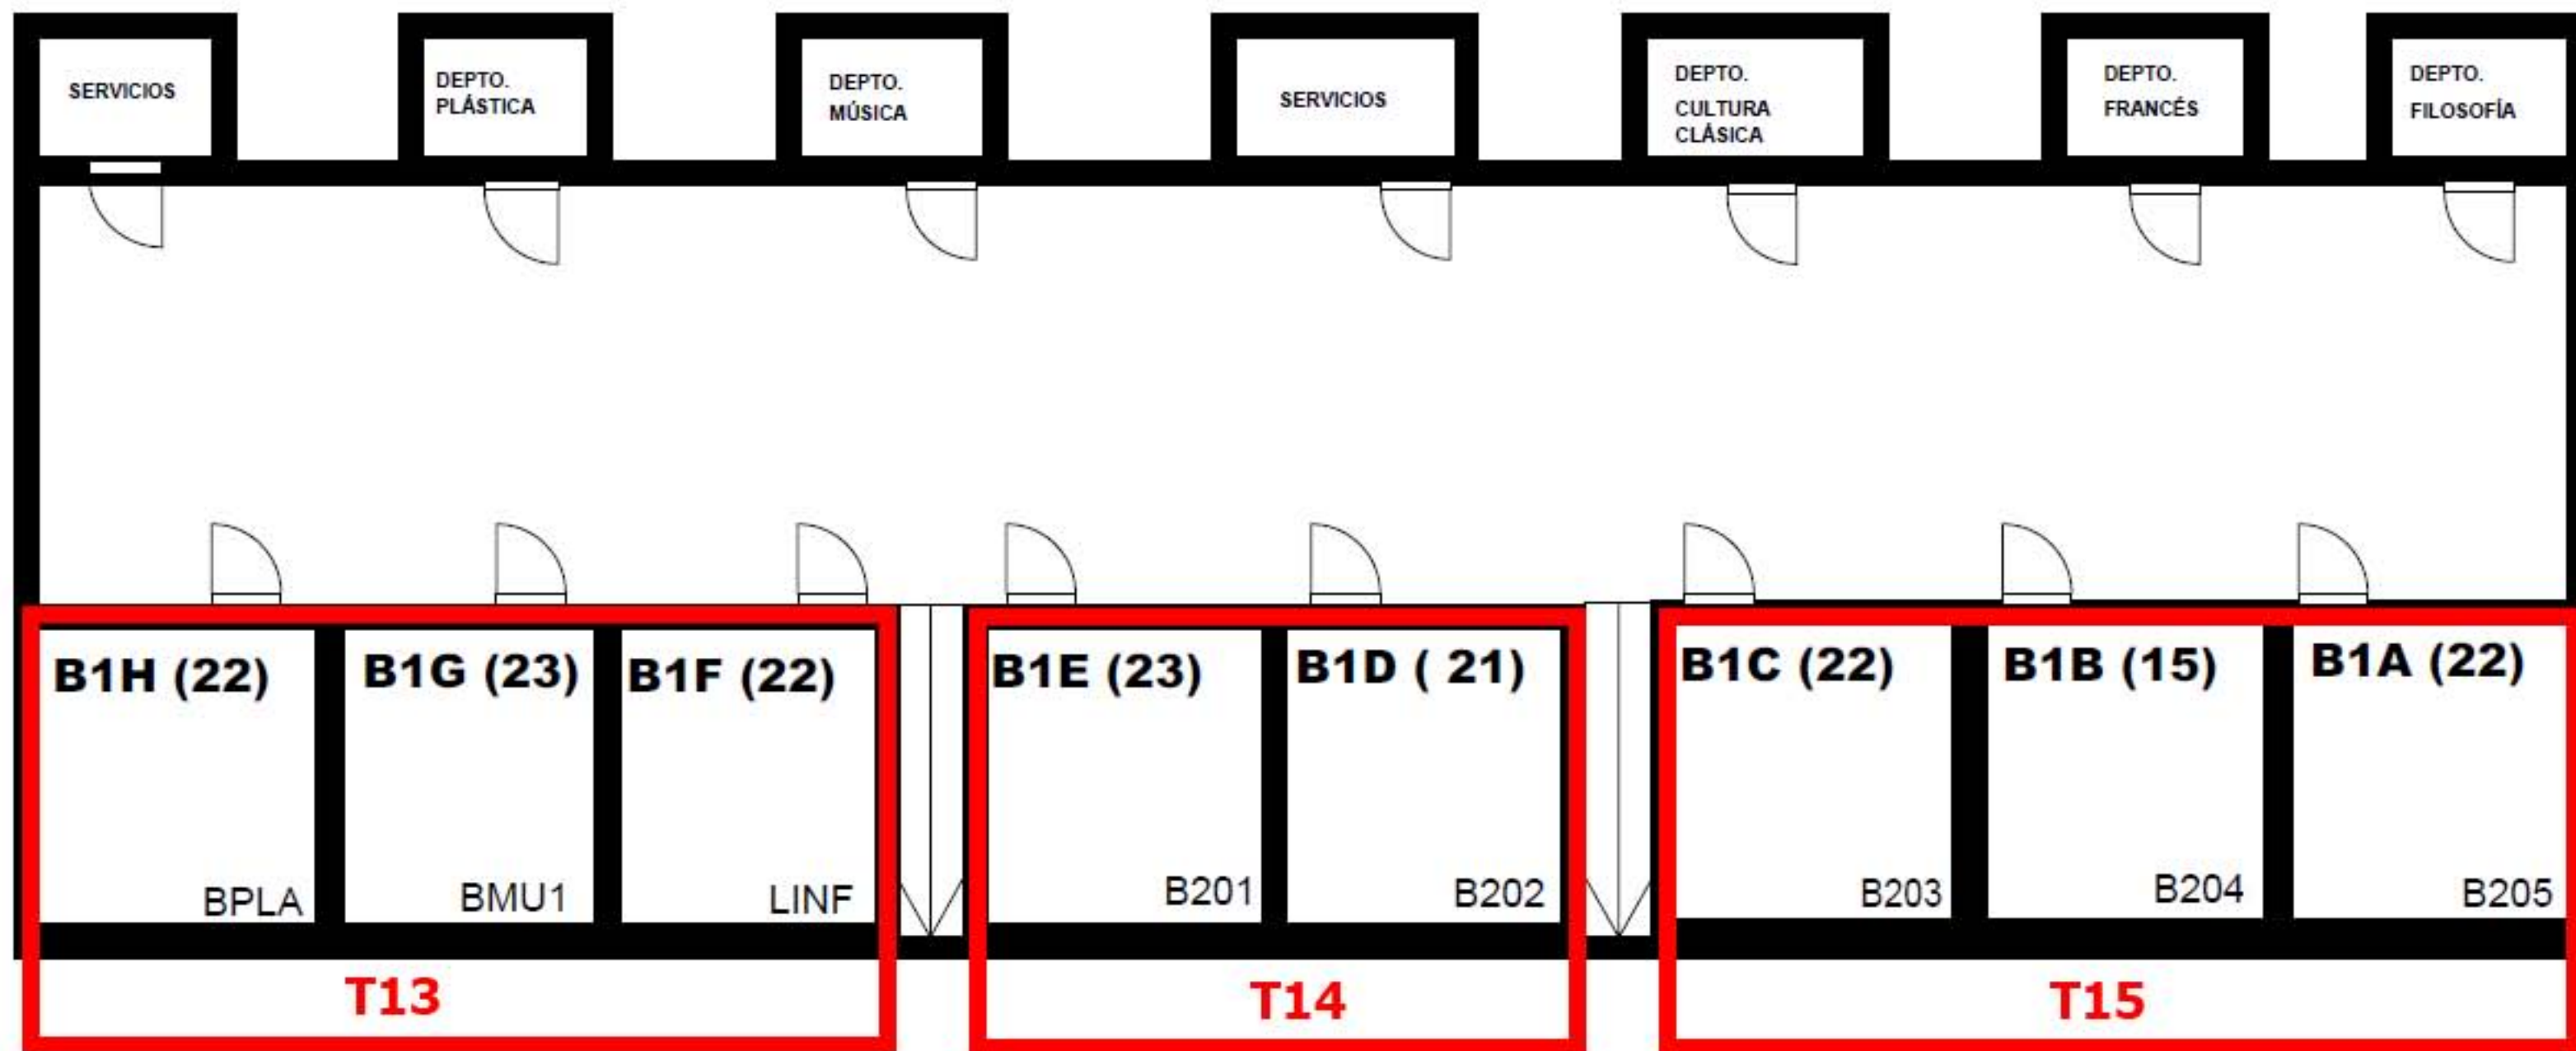 SERVICIOS
DEPTO.
PLÁSTICA
DEPTO.
MÚSICA
SERVICIOS
DEPTO.
CULTURA
CLÁSICA
DEPTO.
FRANCÉS
DEPTO.
FILOSOFÍA
B1H (22)
BPLA
B1G (23)
BMU1
B1F (22)
LINF
B1E (23)
B201
B1D ( 21)
B202
B1C (22)
B203
B1B (15)
B204
B1A (22)
B205
T13
T14
T15